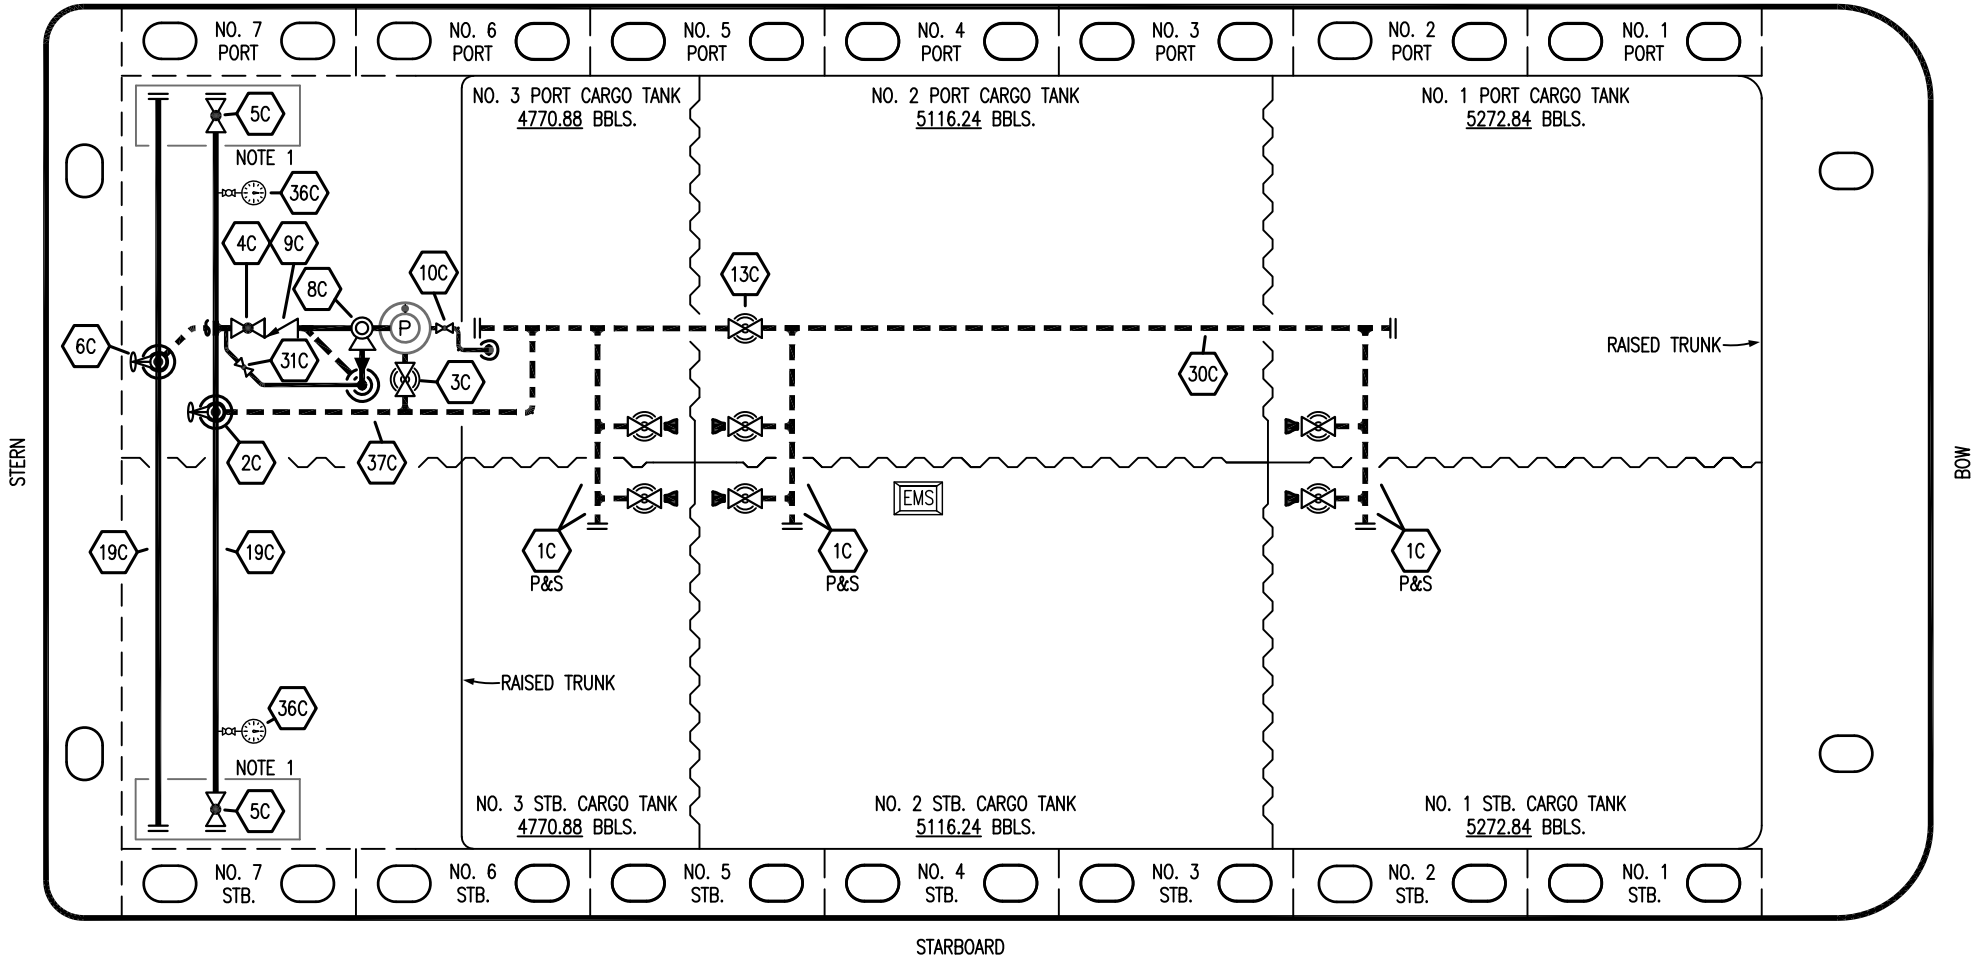 NO. 7
PORT
NO. 6
PORT
NO. 5
PORT
NO. 4
PORT
NO. 3
PORT
NO. 2
PORT
NO. 1
PORT
NO. 3 PORT CARGO TANK
4770.88 BBLS.
NO. 2 PORT CARGO TANK
5116.24 BBLS.
NO. 1 PORT CARGO TANK
5272.84 BBLS.
5C
NOTE 1
36C
4C
9C
8C
10C
13C
P
6C
31C
3C
30C
RAISED TRUNK
2C
37C
STERN
BOW
EMS
19C
19C
1C
P&S
1C
P&S
1C
P&S
RAISED TRUNK
36C
NOTE 1
5C
NO. 3 STB. CARGO TANK
4770.88 BBLS.
NO. 2 STB. CARGO TANK
5116.24 BBLS.
NO. 1 STB. CARGO TANK
5272.84 BBLS.
NO. 7
STB.
NO. 6
STB.
NO. 5
STB.
NO. 4
STB.
NO. 3
STB.
NO. 2
STB.
NO. 1
STB.
STARBOARD